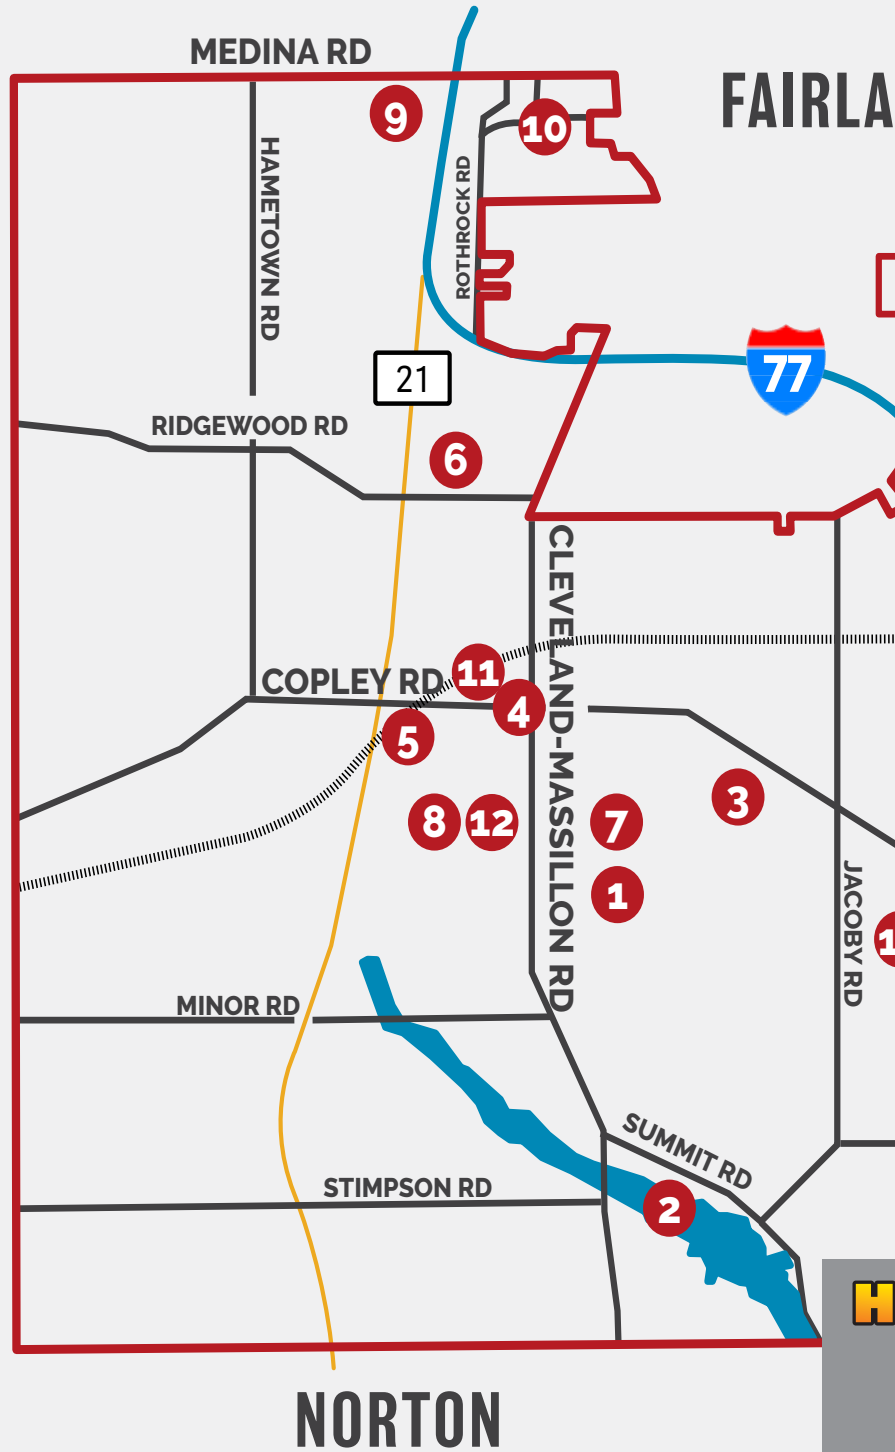 MEDINA RD
FAIRLA
9
10
HAMETOWN RD
ROTHROCK RD
21
77
RIDGEWOOD RD
6
CLEVELAND-MASSILLON RD
11
COPLEY RD
4
5
3
8
12
7
1
JACOBY RD
1
MINOR RD
SUMMIT RD
STIMPSON RD
2
H
NORTON